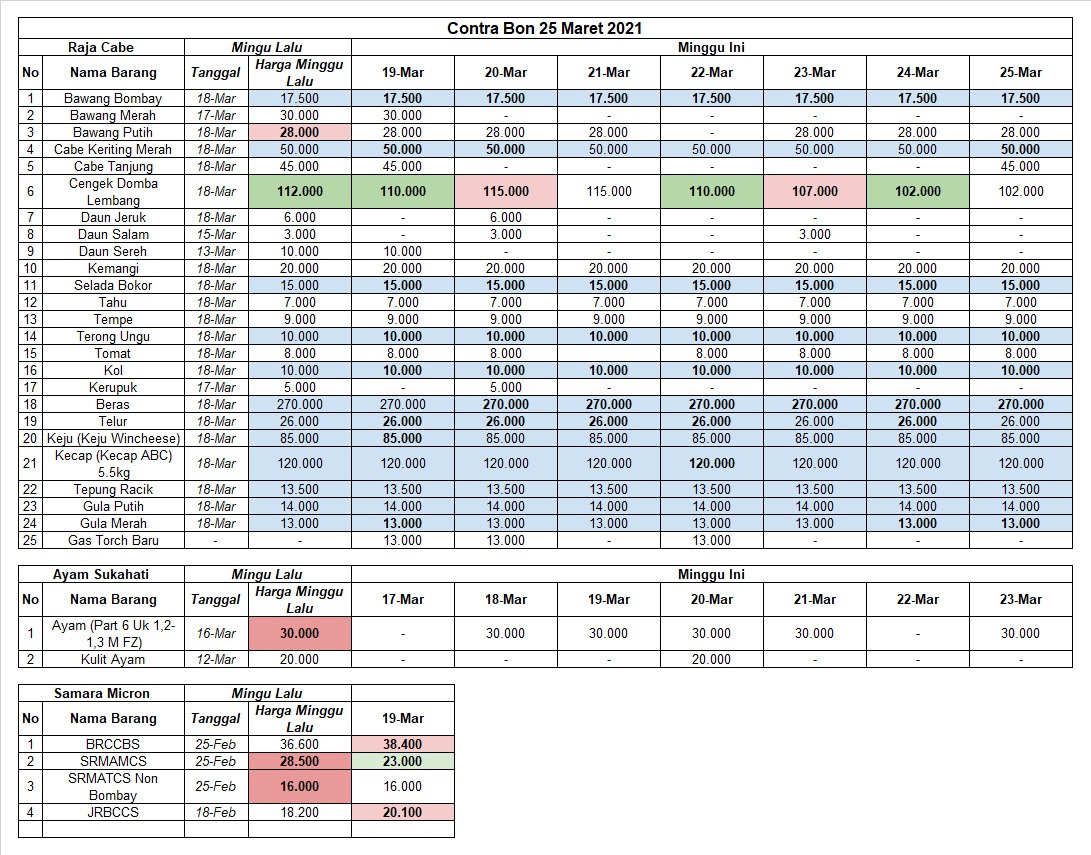 Contra Bon 25 Maret 2021
Raja Cabe Mingu Lalu Minggu Ini
No Nama Barang Tanggal Harga Minggu Lalu 19-Mar 20-Mar 21-Mar 22-Mar 23-Mar 24-Mar 25-Mar
1 Bawang Bombay 18-Mar 17.500 17.500 17.500 17.500 17.500 17.500 17.500 17.500
2 Bawang Merah 17-Mar 30.000 30.000 - - - - - -
3 Bawang Putih 18-Mar 28.000 28.000 28.000 28.000 - 28.000 28.000 28.000
4 Cabe Keriting Merah 18-Mar 50.000 50.000 50.000 50.000 50.000 50.000 50.000 50.000
5 Cabe Tanjung 18-Mar 45.000 45.000 - - - - - 45.000
6 Cengek Domba Lembang 18-Mar 112.000 110.000 115.000 115.000 110.000 107.000 102.000 102.000
7 Daun Jeruk 18-Mar 6.000 - 6.000 - - - - -
8 Daun Salam 15-Mar 3.000 - 3.000 - - 3.000 - -
9 Daun Sereh 13-Mar 10.000 10.000 - - - - - -
10 Kemangi 18-Mar 20.000 20.000 20.000 20.000 20.000 20.000 20.000 20.000
11 Selada Bokor 18-Mar 15.000 15.000 15.000 15.000 15.000 15.000 15.000 15.000
12 Tahu 18-Mar 7.000 7.000 7.000 7.000 7.000 7.000 7.000 7.000
13 Tempe 18-Mar 9.000 9.000 9.000 9.000 9.000 9.000 9.000 9.000
14 Terong Ungu 18-Mar 10.000 10.000 10.000 10.000 10.000 10.000 10.000 10.000
15 Tomat 18-Mar 8.000 8.000 8.000 8.000 8.000 8.000 8.000
16 Kol 18-Mar 10.000 10.000 10.000 10.000 10.000 10.000 10.000 10.000
17 Kerupuk 17-Mar 5.000 - 5.000 - - - - -
18 Beras 18-Mar 270.000 270.000 270.000 270.000 270.000 270.000 270.000 270.000
19 Telur 18-Mar 26.000 26.000 26.000 26.000 26.000 26.000 26.000 26.000
20 Keju (Keju Wincheese) 18-Mar 85.000 85.000 85.000 85.000 85.000 85.000 85.000 85.000
21 Kecap (Kecap ABC) 5.5kg 18-Mar 120.000 120.000 120.000 120.000 120.000 120.000 120.000 120.000
22 Tepung Racik 18-Mar 13.500 13.500 13.500 13.500 13.500 13.500 13.500 13.500
23 Gula Putih 18-Mar 14.000 14.000 14.000 14.000 14.000 14.000 14.000 14.000
24 Gula Merah 18-Mar 13.000 13.000 13.000 13.000 13.000 13.000 13.000 13.000
25 Gas Torch Baru - - 13.000 13.000 - 13.000 - - -
Ayam Sukahati Mingu Lalu Minggu Ini
No Nama Barang Tanggal Harga Minggu Lalu 17-Mar 18-Mar 19-Mar 20-Mar 21-Mar 22-Mar 23-Mar
1 Ayam (Part 6 Uk 1,2-1,3 M FZ) 16-Mar 30.000 - 30.000 30.000 30.000 30.000 - 30.000
2 Kulit Ayam 12-Mar 20.000 - - - 20.000 - - -
Samara Micron Mingu Lalu
No Nama Barang Tanggal Harga Minggu Lalu 19-Mar
1 BRCCBS 25-Feb 36.600 38.400
2 SRMAMCS 25-Feb 28.500 23.000
3 SRMATCS Non Bombay 25-Feb 16.000 16.000
4 JRBCCS 18-Feb 18.200 20.100